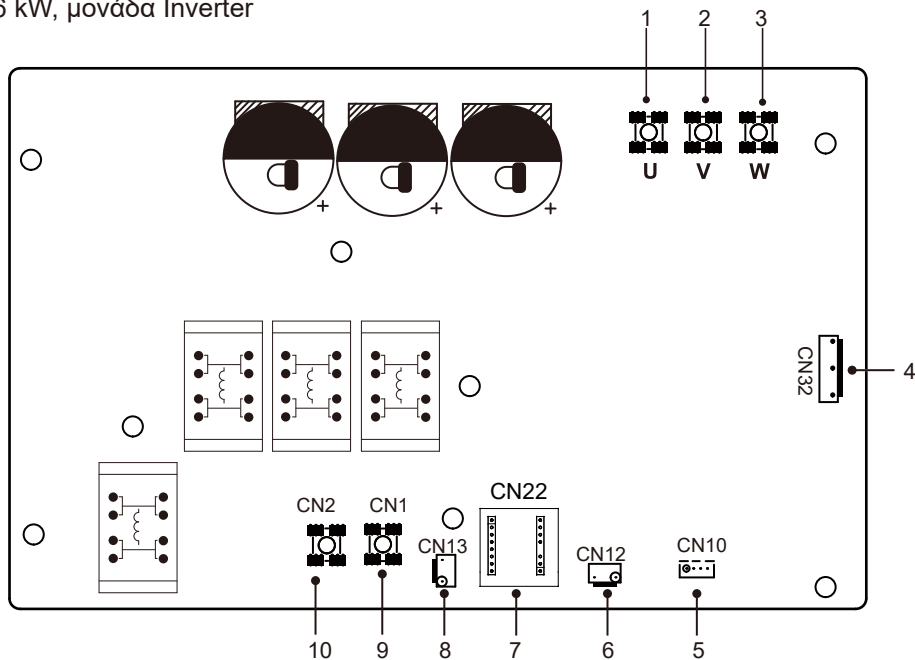 6 kW, μονάδα Inverter
1 2 3
U V W
+ + +
CN32
4
CN22
CN2 CN1
CN13
CN12
CN10
10 9 8 7 6 5